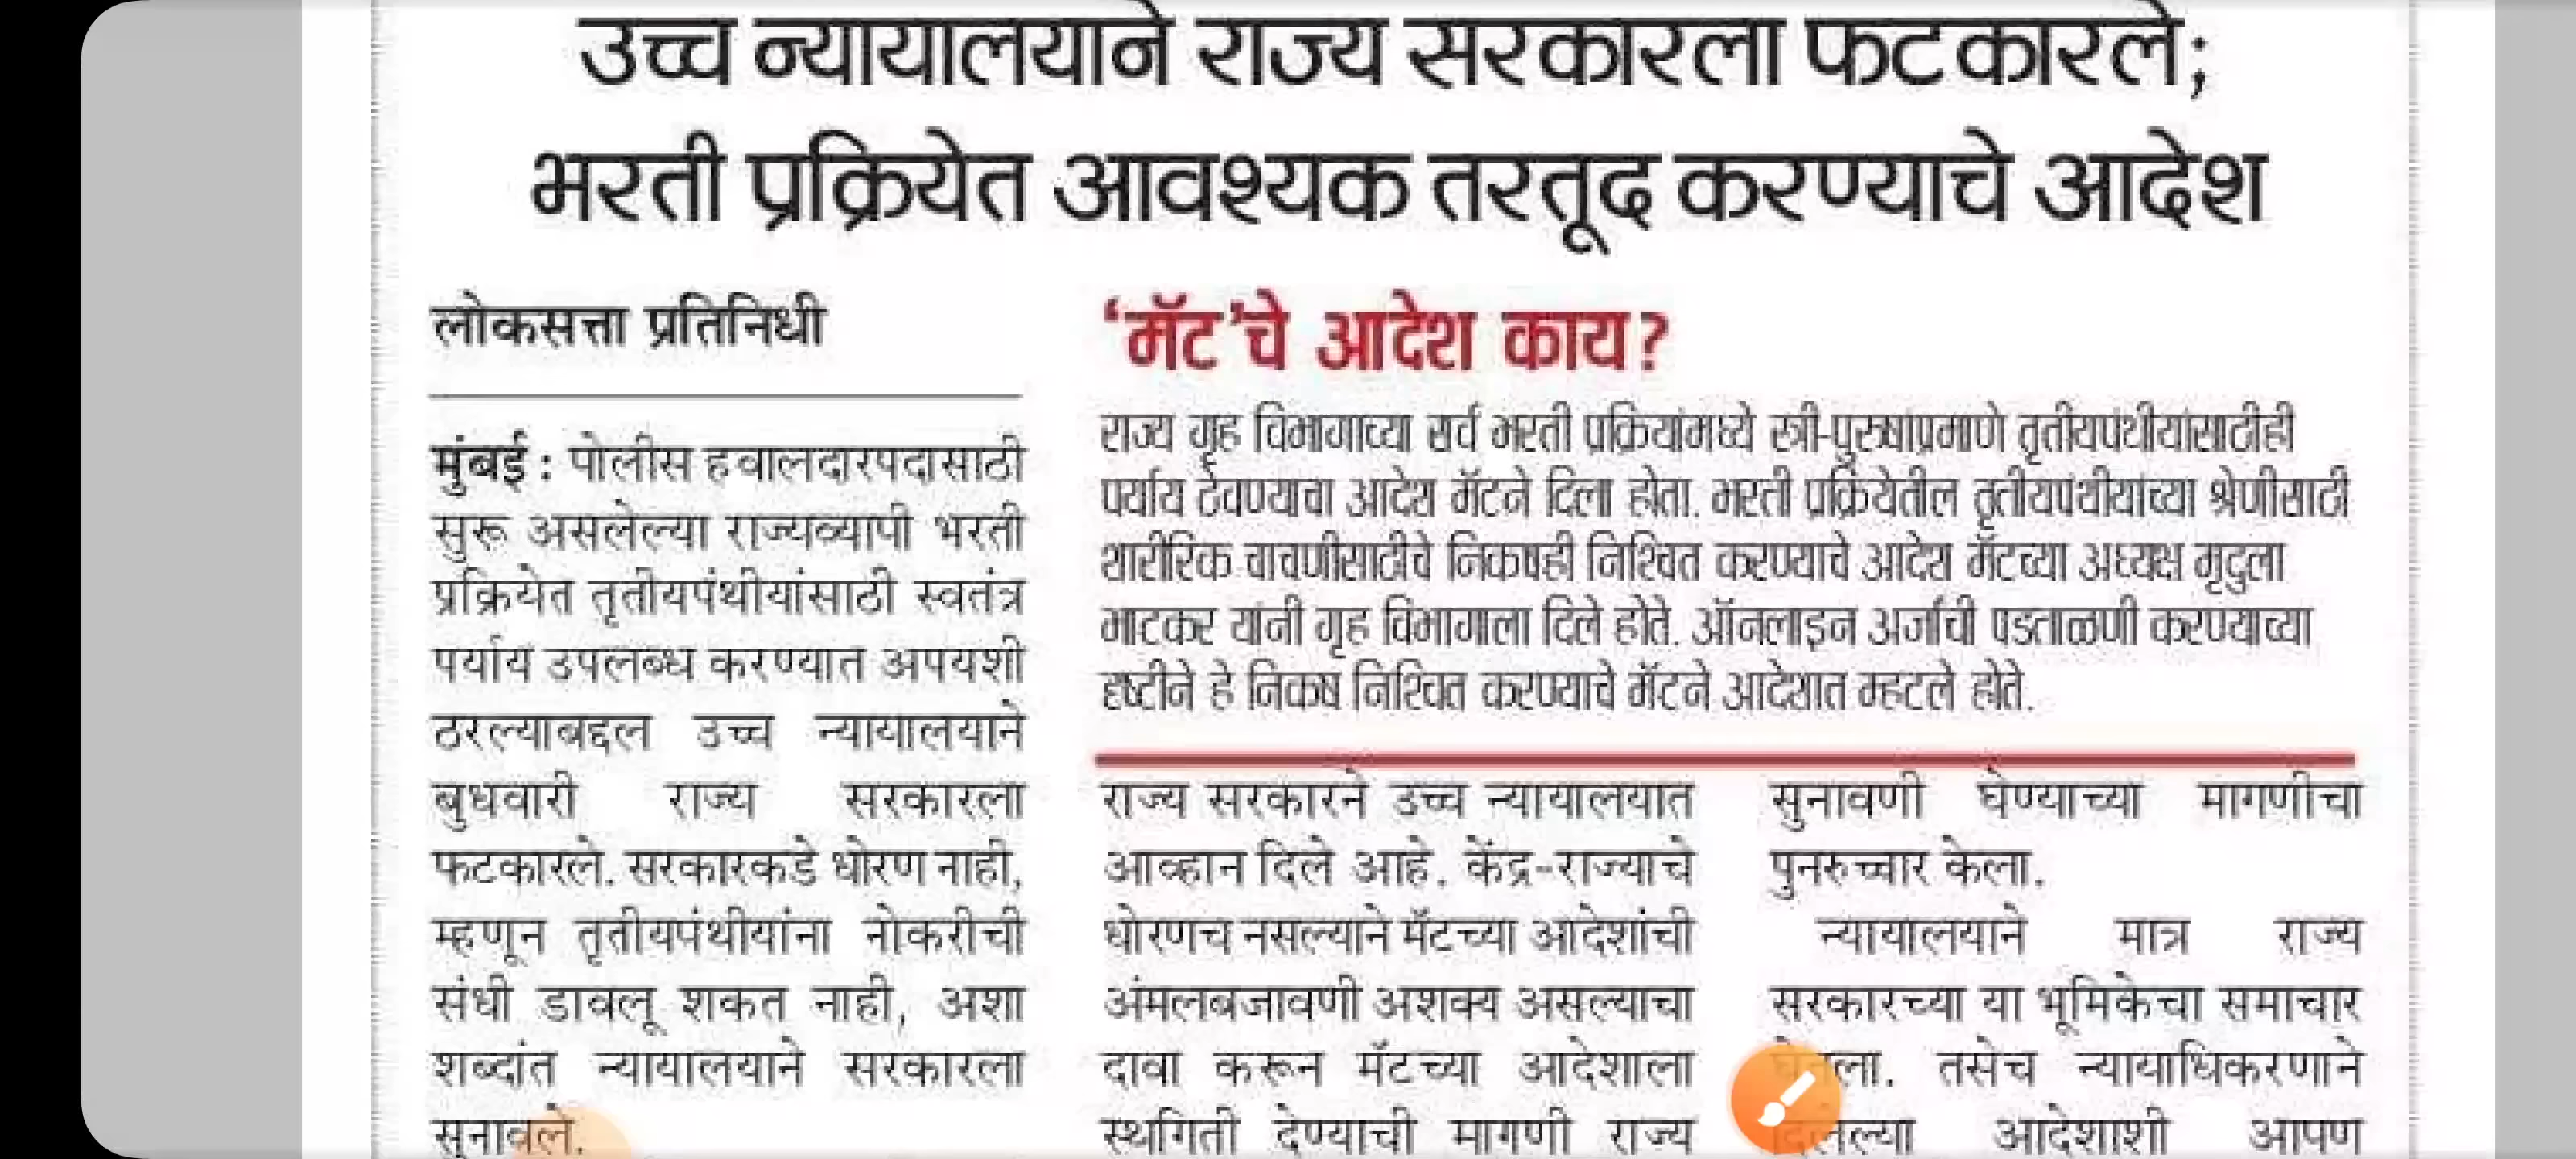 उच्च न्यायालयाने राज्य सरकारला फटकारले;
भरती प्रक्रियेत आवश्यक तरतूद करण्याचे आदेश
लोकसत्ता प्रतिनिधी
मुंबई : पोलीस हवालदारपदासाठी
सुरू असलेल्या राज्यव्यापी भरती
प्रक्रियेत तृतीयपंथीयांसाठी स्वतंत्र
पर्याय उपलब्ध करण्यात अपयशी
ठरल्याबद्दल उच्च न्यायालयाने
बुधवारी राज्य सरकारला
फटकारले. सरकारकडे धोरण नाही,
म्हणून तृतीयपंथीयांना नोकरीची
संधी डावलू शकत नाही, अशा
शब्दांत न्यायालयाने सरकारला
सुनावले.
‘मॅट’चे आदेश काय?
राज्य गृह विभागाच्या सर्व भरती प्रक्रियांमध्ये स्त्री-पुरुषांप्रमाणे तृतीयपंथीयांसाठीही
पर्याय ठेवण्याचा आदेश मॅटने दिला होता. भरती प्रक्रियेतील तृतीयपंथीयांच्या श्रेणीसाठी
शारीरिक चाचणीसाठीचे निकषही निश्चित करण्याचे आदेश मॅटच्या अध्यक्ष मृदुला
भाटकर यांनी गृह विभागाला दिले होते. ऑनलाइन अर्जांची पडताळणी करण्याच्या
दृष्टीने हे निकष निश्चित करण्याचे मॅटने आदेशात म्हटले होते.
राज्य सरकारने उच्च न्यायालयात
आव्हान दिले आहे. केंद्र-राज्याचे
धोरणच नसल्याने मॅटच्या आदेशांची
अंमलबजावणी अशक्य असल्याचा
दावा करून मॅटच्या आदेशाला
स्थगिती देण्याची मागणी राज्य
सुनावणी घेण्याच्या मागणीचा
पुनरुच्चार केला.
न्यायालयाने मात्र राज्य
सरकारच्या या भूमिकेचा समाचार
घेतला. तसेच न्यायाधिकरणाने
दिलेल्या आदेशाशी आपण